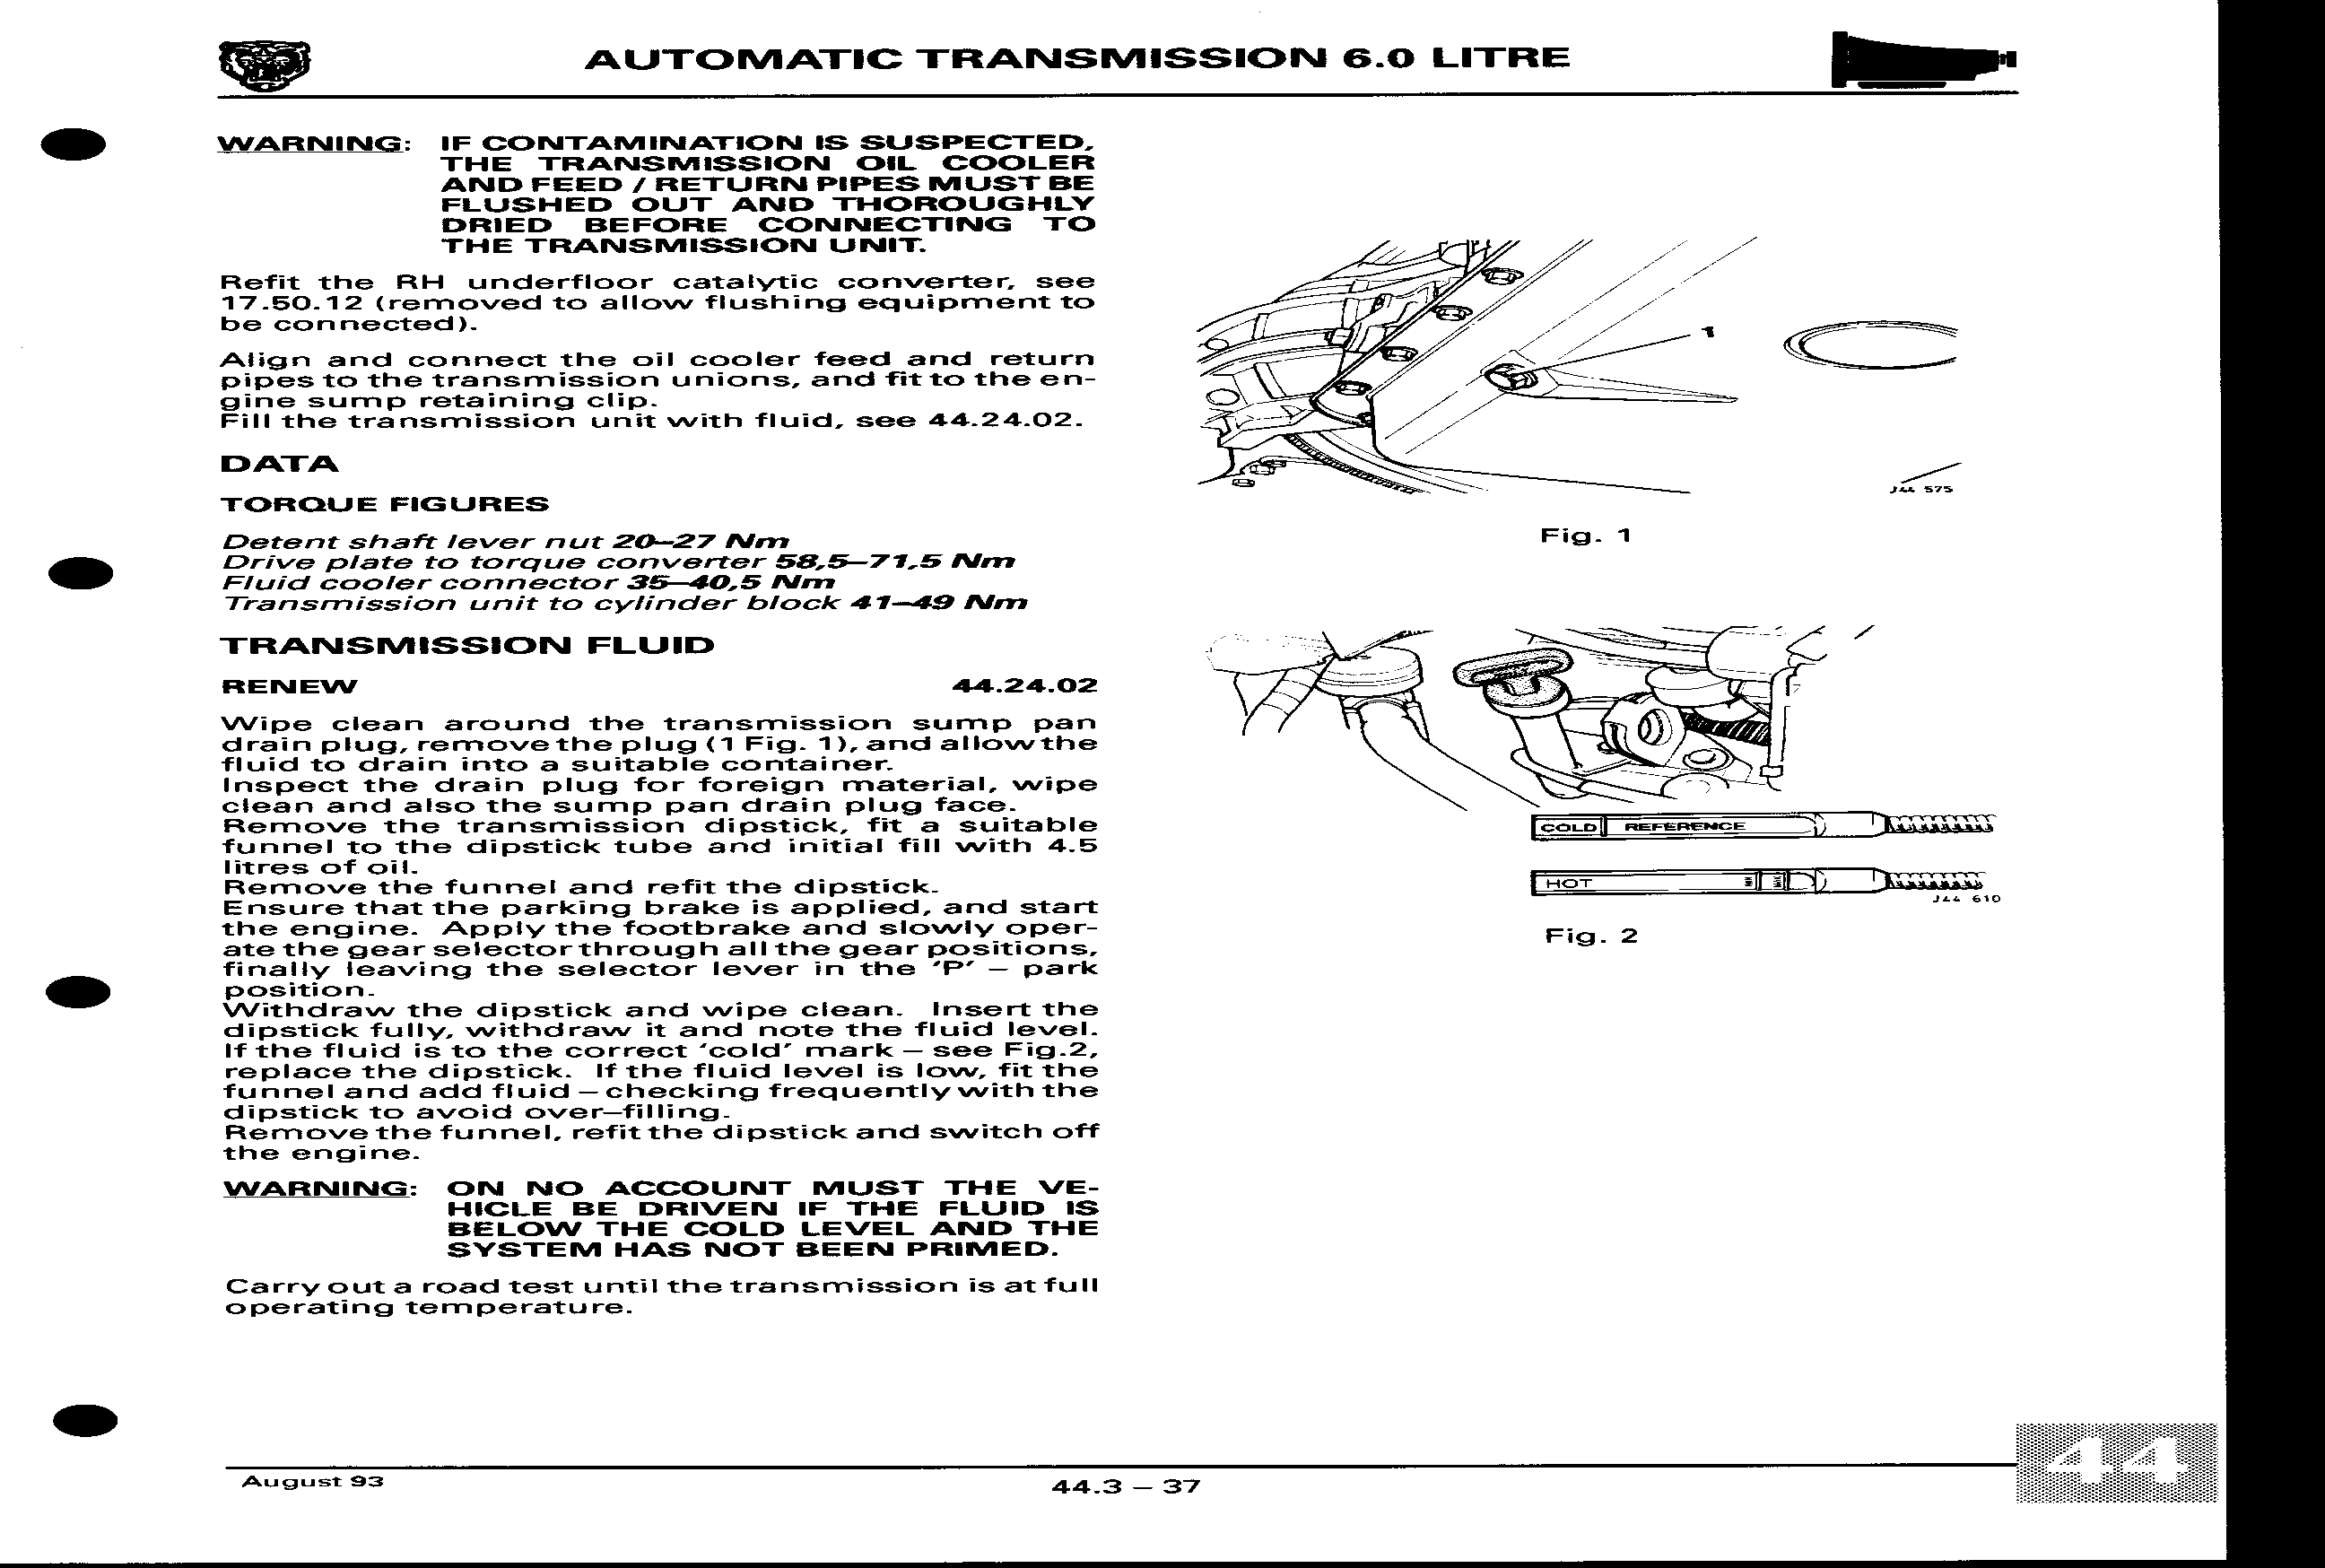 AUTOMATIC TRANSMISSION 6.0 LITRE
WARNING: IF CONTAMINATION IS SUSPECTED,
THE TRANSMISSION OIL COOLER
AND FEED / RETURN PIPES MUST BE
FLUSHED OUT AND THOROUGHLY
DRIED BEFORE CONNECTING TO
THE TRANSMISSION UNIT.
Refit the RH underfloor catalytic converter, see
17.50.12 (removed to allow flushing equipment to
be connected).
Align and connect the oil cooler feed and return
pipes to the transmission unions, and fit to the en-
gine sump retaining clip.
Fill the transmission unit with fluid, see 44.24.02.
DATA
TORQUE FIGURES
Detent shaft lever nut 20–27 Nm
Drive plate to torque converter 58,5–71,5 Nm
Fluid cooler connector 35–40,5 Nm
Transmission unit to cylinder block 41–49 Nm
TRANSMISSION FLUID
RENEW 44.24.02
Wipe clean around the transmission sump pan
drain plug, remove the plug (1 Fig. 1), and allow the
fluid to drain into a suitable container.
Inspect the drain plug for foreign material, wipe
clean and also the sump pan drain plug face.
Remove the transmission dipstick, fit a suitable
funnel to the dipstick tube and initial fill with 4.5
litres of oil.
Remove the funnel and refit the dipstick.
Ensure that the parking brake is applied, and start
the engine. Apply the footbrake and slowly oper-
ate the gear selector through all the gear positions,
finally leaving the selector lever in the ‘P’ – park
position.
Withdraw the dipstick and wipe clean. Insert the
dipstick fully, withdraw it and note the fluid level.
If the fluid is to the correct ‘cold’ mark – see Fig.2,
replace the dipstick. If the fluid level is low, fit the
funnel and add fluid – checking frequently with the
dipstick to avoid over–filling.
Remove the funnel, refit the dipstick and switch off
the engine.
WARNING: ON NO ACCOUNT MUST THE VE-
HICLE BE DRIVEN IF THE FLUID IS
BELOW THE COLD LEVEL AND THE
SYSTEM HAS NOT BEEN PRIMED.
Carry out a road test until the transmission is at full
operating temperature.
1
J44 575
Fig. 1
COLD REFERENCE
HOT MIN MAX
J44 610
Fig. 2
August 93
44.3 – 37
44